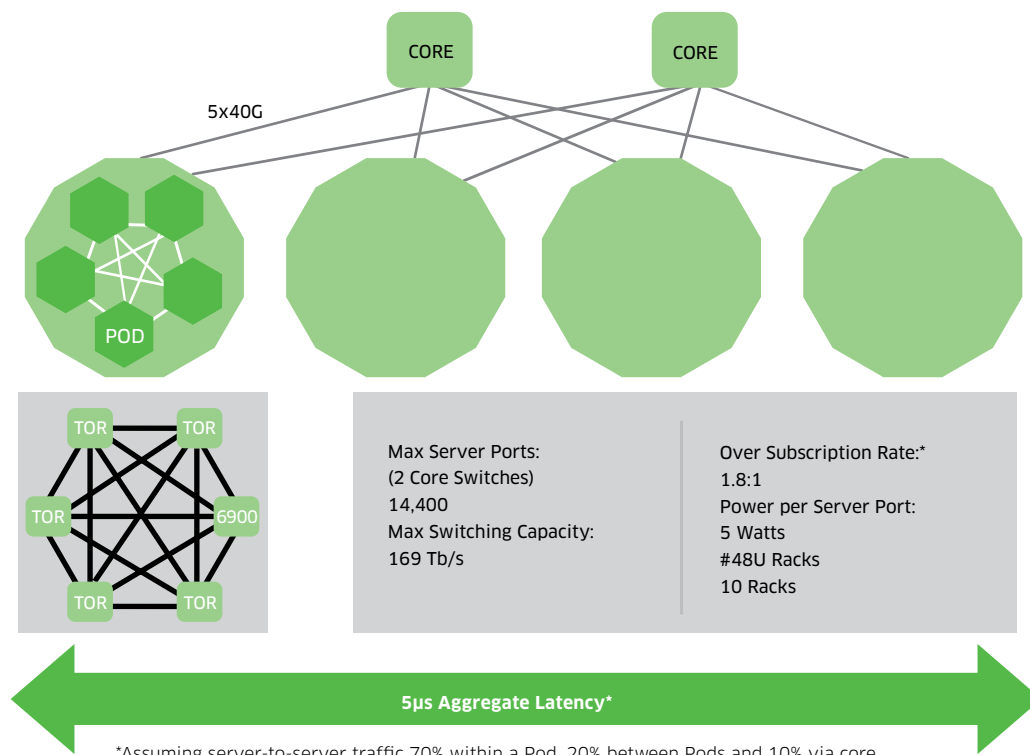 CORE
CORE
5x40G
POD
TOR
TOR
TOR
6900
TOR
TOR
Max Server Ports:
(2 Core Switches)
14,400
Max Switching Capacity:
169 Tb/s
Over Subscription Rate:*
1.8:1
Power per Server Port:
5 Watts
#48U Racks
10 Racks
5µs Aggregate Latency*
*Assuming server-to-server traffic 70% within a Pod, 20% between Pods and 10% via core